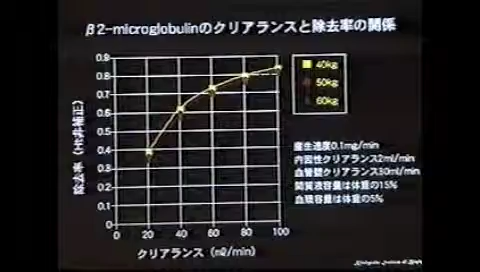 β2-microglobulinのクリアランスと除去率の関係
0.9
0.8
0.7
0.6
0.5
0.4
0.3
0.2
0.1
0
0 20 40 60 80 100
除去率
クリアランス (ml/min)
40kg
50kg
60kg
産生速度0.1mg/min
内因性クリアランス2ml/min
血管壁クリアランス30ml/min
間質液容量は体重の15%
血漿容量は体重の5%